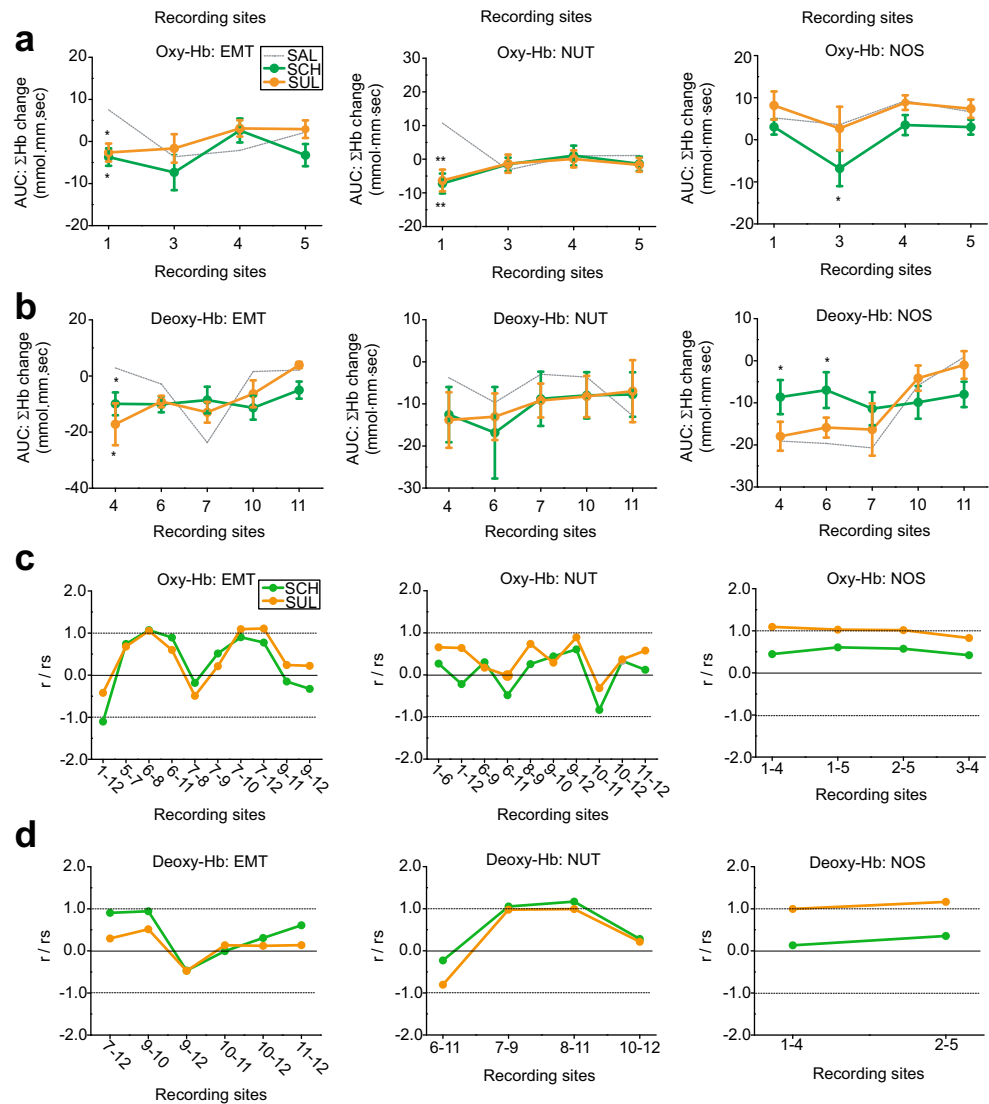 Recording sites Recording sites Recording sites
a
Oxy-Hb: EMT Oxy-Hb: NUT Oxy-Hb: NOS
SAL
SCH
SUL
AUC: ΣHb change
(mmol,mm,sec)
20
10
0
-10
-20
*
*
1 3 4 5
Recording sites
AUC: ΣHb change
(mmol·mm·sec)
30
20
10
0
-10
-20
**
**
1 3 4 5
Recording sites
AUC: ΣHb change
(mmol·mm·sec)
20
10
0
-10
-20
*
1 3 4 5
Recording sites
b
Deoxy-Hb: EMT Deoxy-Hb: NUT Deoxy-Hb: NOS
AUC: ΣHb change
(mmol,mm,sec)
20
0
-10
-20
-40
*
*
4 6 7 10 11
Recording sites
AUC: ΣHb change
(mmol·mm·sec)
10
0
-10
-20
-30
4 6 7 10 11
Recording sites
AUC: ΣHb change
(mmol·mm·sec)
10
0
-10
-20
-30
*
*
4 6 7 10 11
Recording sites
c
Oxy-Hb: EMT Oxy-Hb: NUT Oxy-Hb: NOS
SCH
SUL
r / rs
2.0
1.0
0.0
-1.0
-2.0
1-12 5-7 6-8 6-11 7-8 7-9 7-10 7-12 9-11 9-12
Recording sites
r / rs
2.0
1.0
0.0
-1.0
-2.0
1-6 1-12 6-9 6-11 8-9 9-10 9-12 10-11 10-12 11-12
Recording sites
r / rs
2.0
1.0
0.0
-1.0
-2.0
1-4 1-5 2-5 3-4
Recording sites
d
Deoxy-Hb: EMT Deoxy-Hb: NUT Deoxy-Hb: NOS
r / rs
2.0
1.0
0.0
-1.0
-2.0
7-12 9-10 9-12 10-11 10-12 11-12
Recording sites
r / rs
2.0
1.0
0.0
-1.0
-2.0
6-11 7-9 8-11 10-12
Recording sites
r / rs
2.0
1.0
0.0
-1.0
-2.0
1-4 2-5
Recording sites